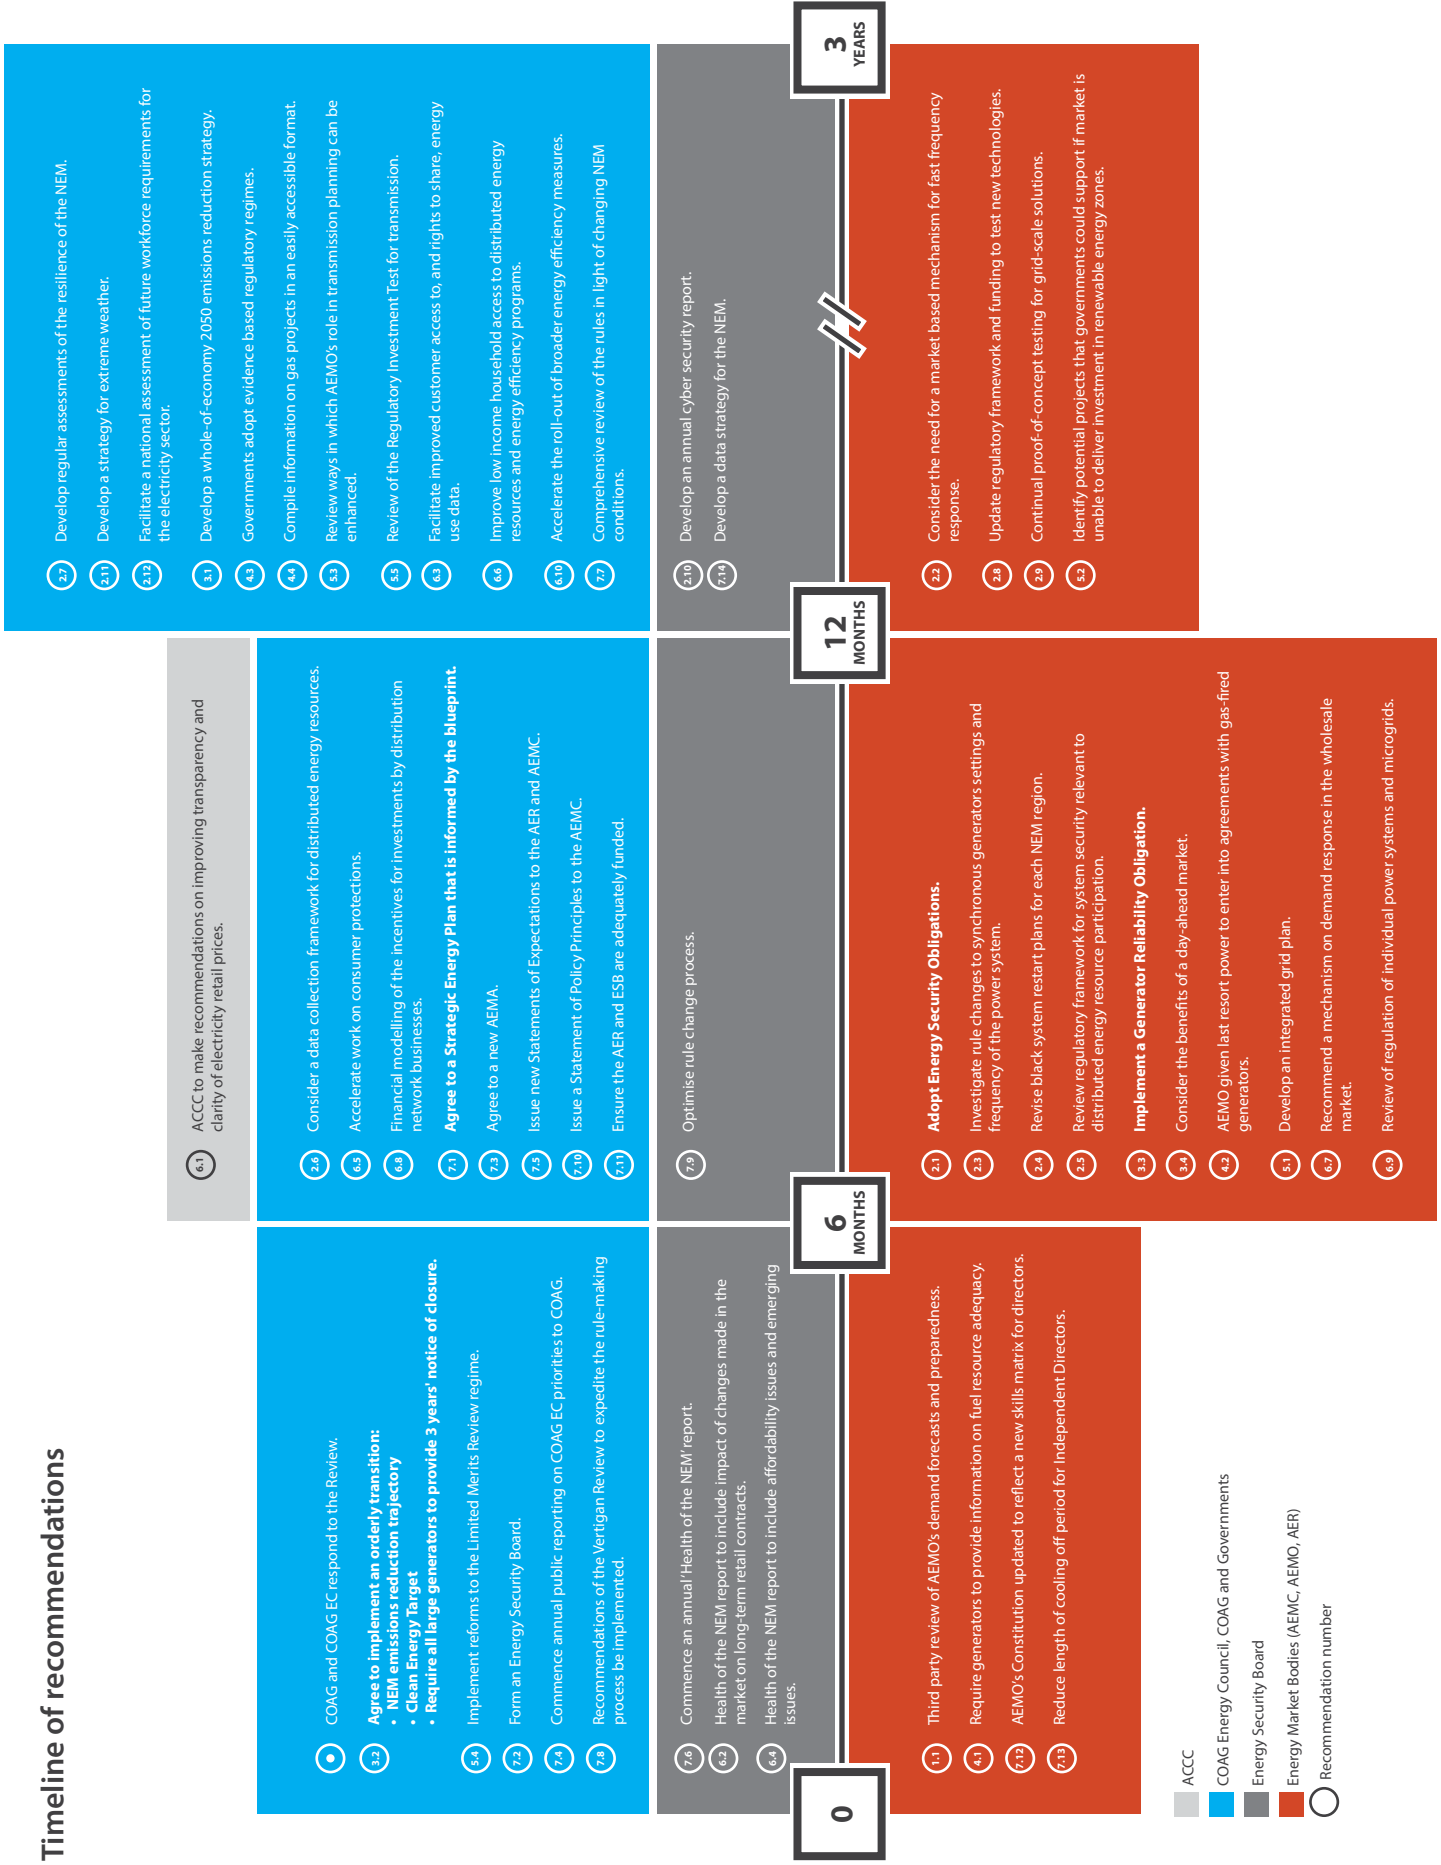 Timeline of recommendations
COAG and COAG EC respond to the Review.
3.2
Agree to implement an orderly transition:
• NEM emissions reduction trajectory
• Clean Energy Target
• Require all large generators to provide 3 years' notice of closure.
5.4
Implement reforms to the Limited Merits Review regime.
7.2
Form an Energy Security Board.
7.4
Commence annual public reporting on COAG EC priorities to COAG.
7.8
Recommendations of the Vertigan Review to expedite the rule-making
process be implemented.
7.6
Commence an annual 'Health of the NEM' report.
6.2
Health of the NEM report to include impact of changes made in the
market on long-term retail contracts.
6.4
Health of the NEM report to include affordability issues and emerging
issues.
0
1.1
Third party review of AEMO's demand forecasts and preparedness.
4.1
Require generators to provide information on fuel resource adequacy.
7.12
AEMO's Constitution updated to reflect a new skills matrix for directors.
7.13
Reduce length of cooling off period for Independent Directors.
6.1
ACCC to make recommendations on improving transparency and
clarity of electricity retail prices.
2.6
Consider a data collection framework for distributed energy resources.
6.5
Accelerate work on consumer protections.
6.8
Financial modelling of the incentives for investments by distribution
network businesses.
7.1
Agree to a Strategic Energy Plan that is informed by the blueprint.
7.3
Agree to a new AEMA.
7.5
Issue new Statements of Expectations to the AER and AEMC.
7.10
Issue a Statement of Policy Principles to the AEMC.
7.11
Ensure the AER and ESB are adequately funded.
7.9
Optimise rule change process.
6
MONTHS
2.1
Adopt Energy Security Obligations.
2.3
Investigate rule changes to synchronous generators settings and
frequency of the power system.
2.4
Revise black system restart plans for each NEM region.
2.5
Review regulatory framework for system security relevant to
distributed energy resource participation.
3.3
Implement a Generator Reliability Obligation.
3.4
Consider the benefits of a day-ahead market.
4.2
AEMO given last resort power to enter into agreements with gas-fired
generators.
5.1
Develop an integrated grid plan.
6.7
Recommend a mechanism on demand response in the wholesale
market.
6.9
Review of regulation of individual power systems and microgrids.
2.7
Develop regular assessments of the resilience of the NEM.
2.11
Develop a strategy for extreme weather.
2.12
Facilitate a national assessment of future workforce requirements for
the electricity sector.
3.1
Develop a whole-of-economy 2050 emissions reduction strategy.
4.3
Governments adopt evidence based regulatory regimes.
4.4
Compile information on gas projects in an easily accessible format.
5.3
Review ways in which AEMO's role in transmission planning can be
enhanced.
5.5
Review of the Regulatory Investment Test for transmission.
6.3
Facilitate improved customer access to, and rights to share, energy
use data.
6.6
Improve low income household access to distributed energy
resources and energy efficiency programs.
6.10
Accelerate the roll-out of broader energy efficiency measures.
7.7
Comprehensive review of the rules in light of changing NEM
conditions.
2.10
Develop an annual cyber security report.
7.14
Develop a data strategy for the NEM.
12
MONTHS
3
YEARS
2.2
Consider the need for a market based mechanism for fast frequency
response.
2.8
Update regulatory framework and funding to test new technologies.
2.9
Continual proof-of-concept testing for grid-scale solutions.
5.2
Identify potential projects that governments could support if market is
unable to deliver investment in renewable energy zones.
ACCC
COAG Energy Council, COAG and Governments
Energy Security Board
Energy Market Bodies (AEMC, AEMO, AER)
Recommendation number